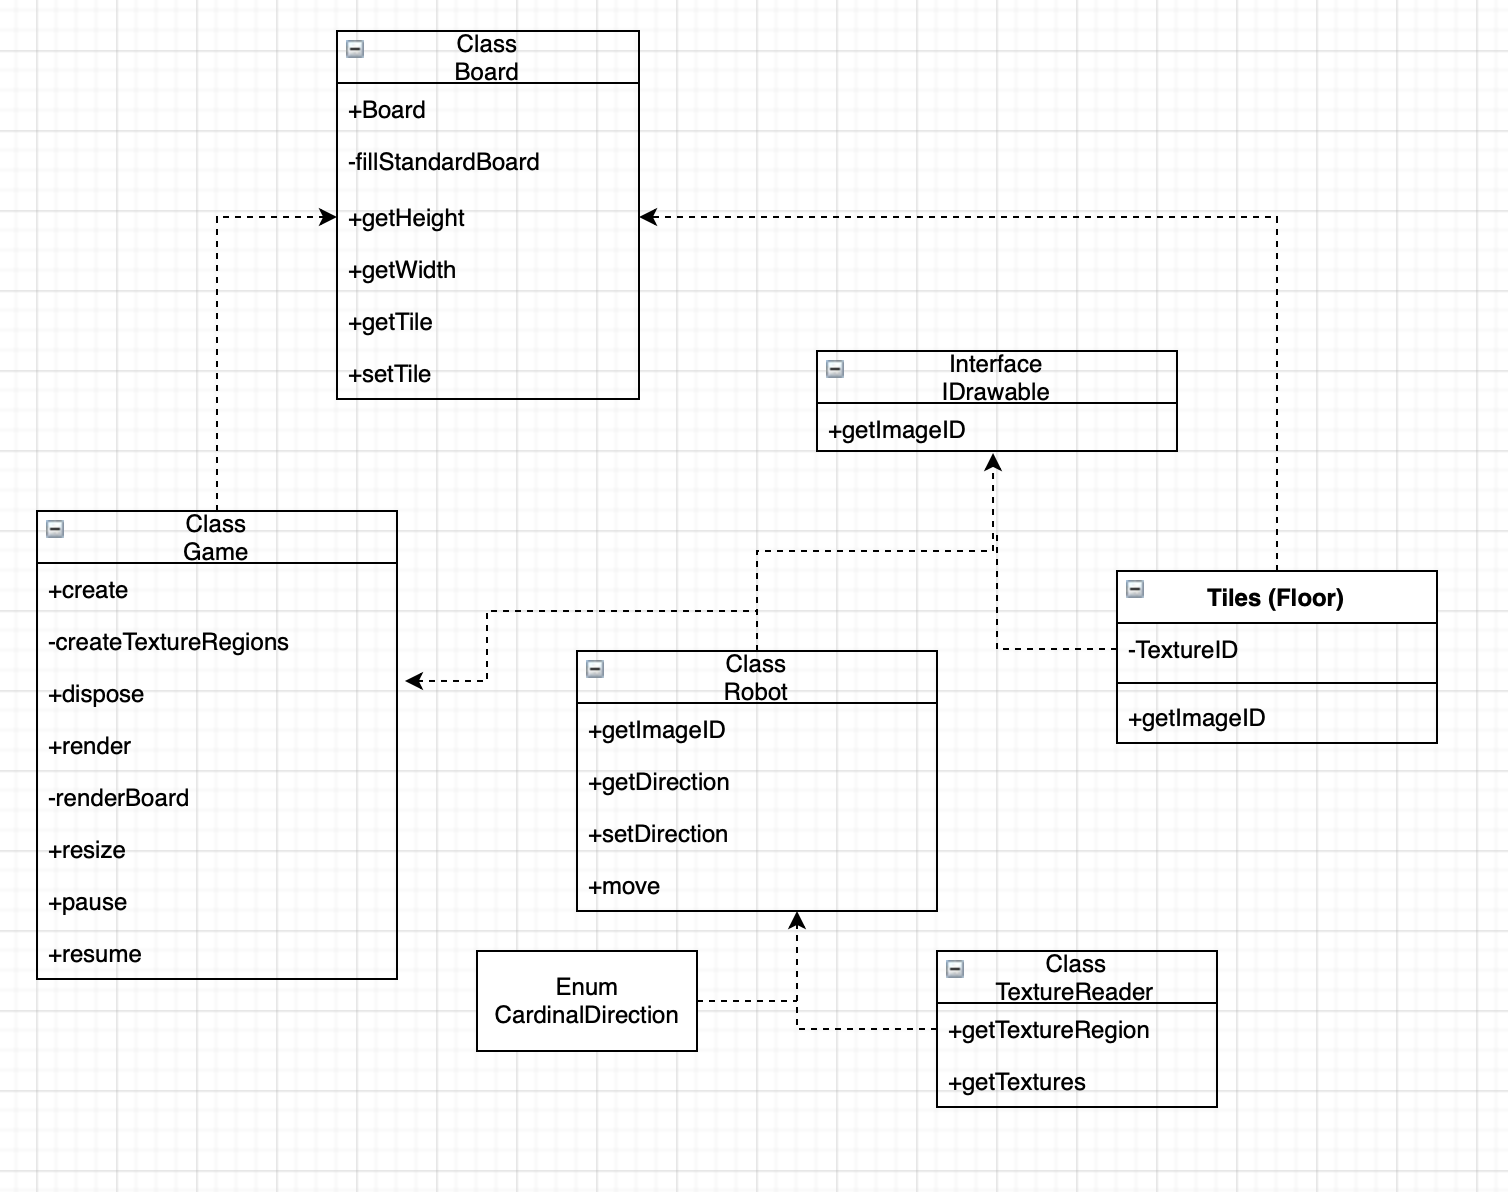 Class
Board
+Board
-fillStandardBoard
+getHeight
+getWidth
+getTile
+setTile
Interface
IDrawable
+getImageID
Class
Game
+create
-createTextureRegions
+dispose
+render
-renderBoard
+resize
+pause
+resume
Class
Robot
+getImageID
+getDirection
+setDirection
+move
Tiles (Floor)
-TextureID
+getImageID
Enum
CardinalDirection
Class
TextureReader
+getTextureRegion
+getTextures